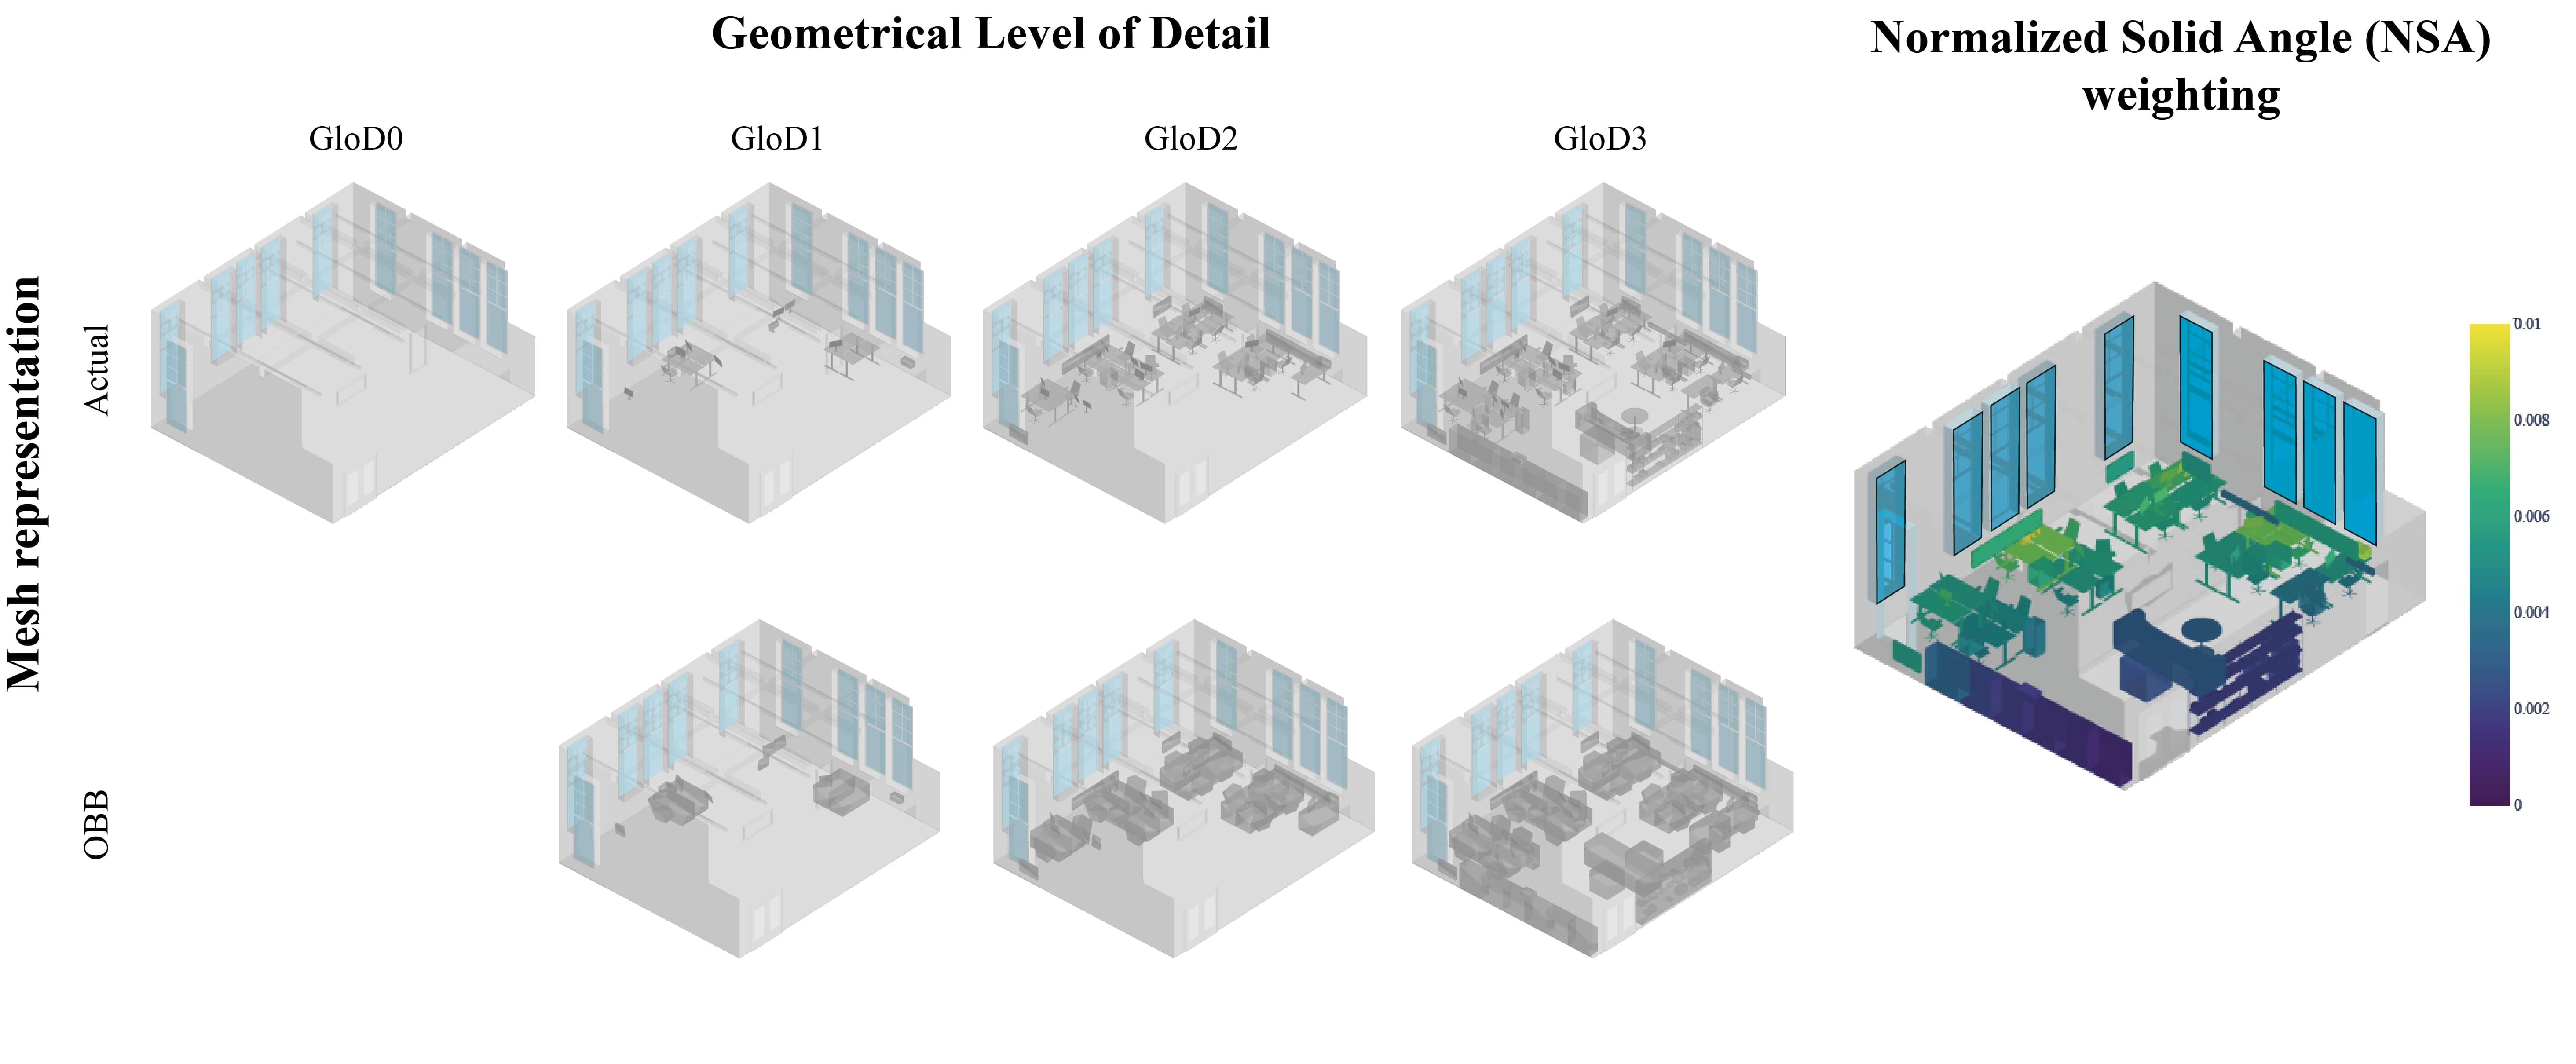 Geometrical Level of Detail
Normalized Solid Angle (NSA)
weighting
GloD0
GloD1
GloD2
GloD3
Mesh representation
Actual
OBB
0.01
0.008
0.006
0.004
0.002
0